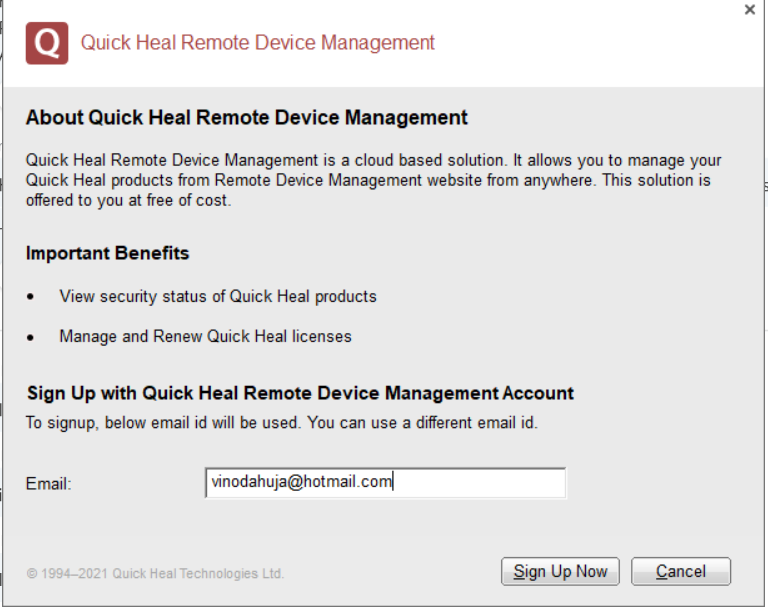 Quick Heal Remote Device Management
About Quick Heal Remote Device Management
Quick Heal Remote Device Management is a cloud based solution. It allows you to manage your
Quick Heal products from Remote Device Management website from anywhere. This solution is
offered to you at free of cost.
Important Benefits
• View security status of Quick Heal products
• Manage and Renew Quick Heal licenses
Sign Up with Quick Heal Remote Device Management Account
To signup, below email id will be used. You can use a different email id.
Email: vinodahuja@hotmail.com
© 1994–2021 Quick Heal Technologies Ltd. Sign Up Now Cancel